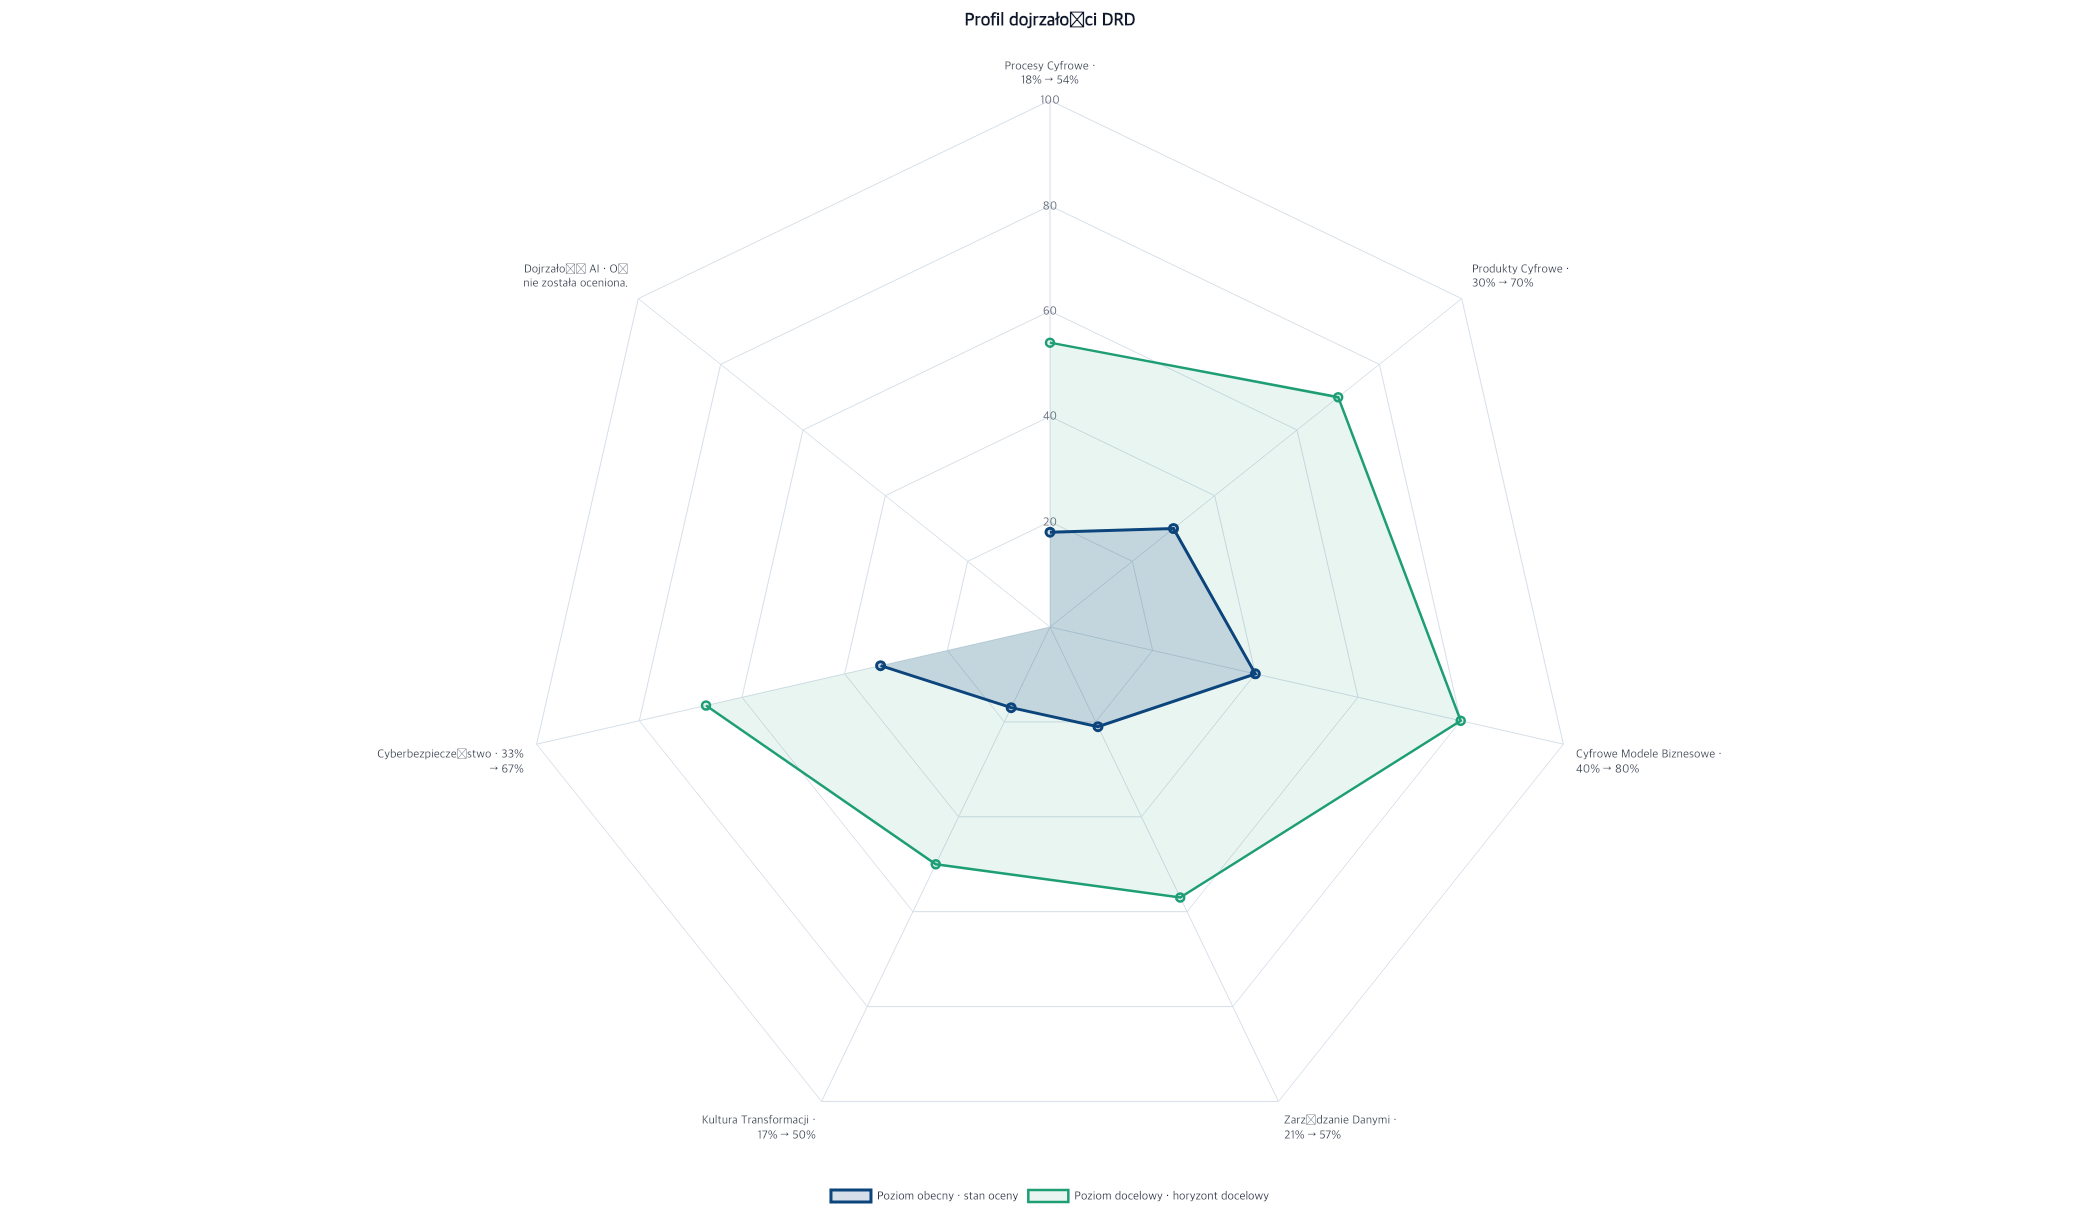 Profil dojrzało☒ci DRD
Procesy Cyfrowe ·
18% → 54%
100
80
60
40
20
Dojrzało☒☒ AI · O☒
nie została oceniona.
Produkty Cyfrowe ·
30% → 70%
Cyberbezpiecze☒stwo · 33%
→ 67%
Cyfrowe Modele Biznesowe ·
40% → 80%
Kultura Transformacji ·
17% → 50%
Zarz☒dzanie Danymi ·
21% → 57%
Poziom obecny · stan oceny
Poziom docelowy · horyzont docelowy